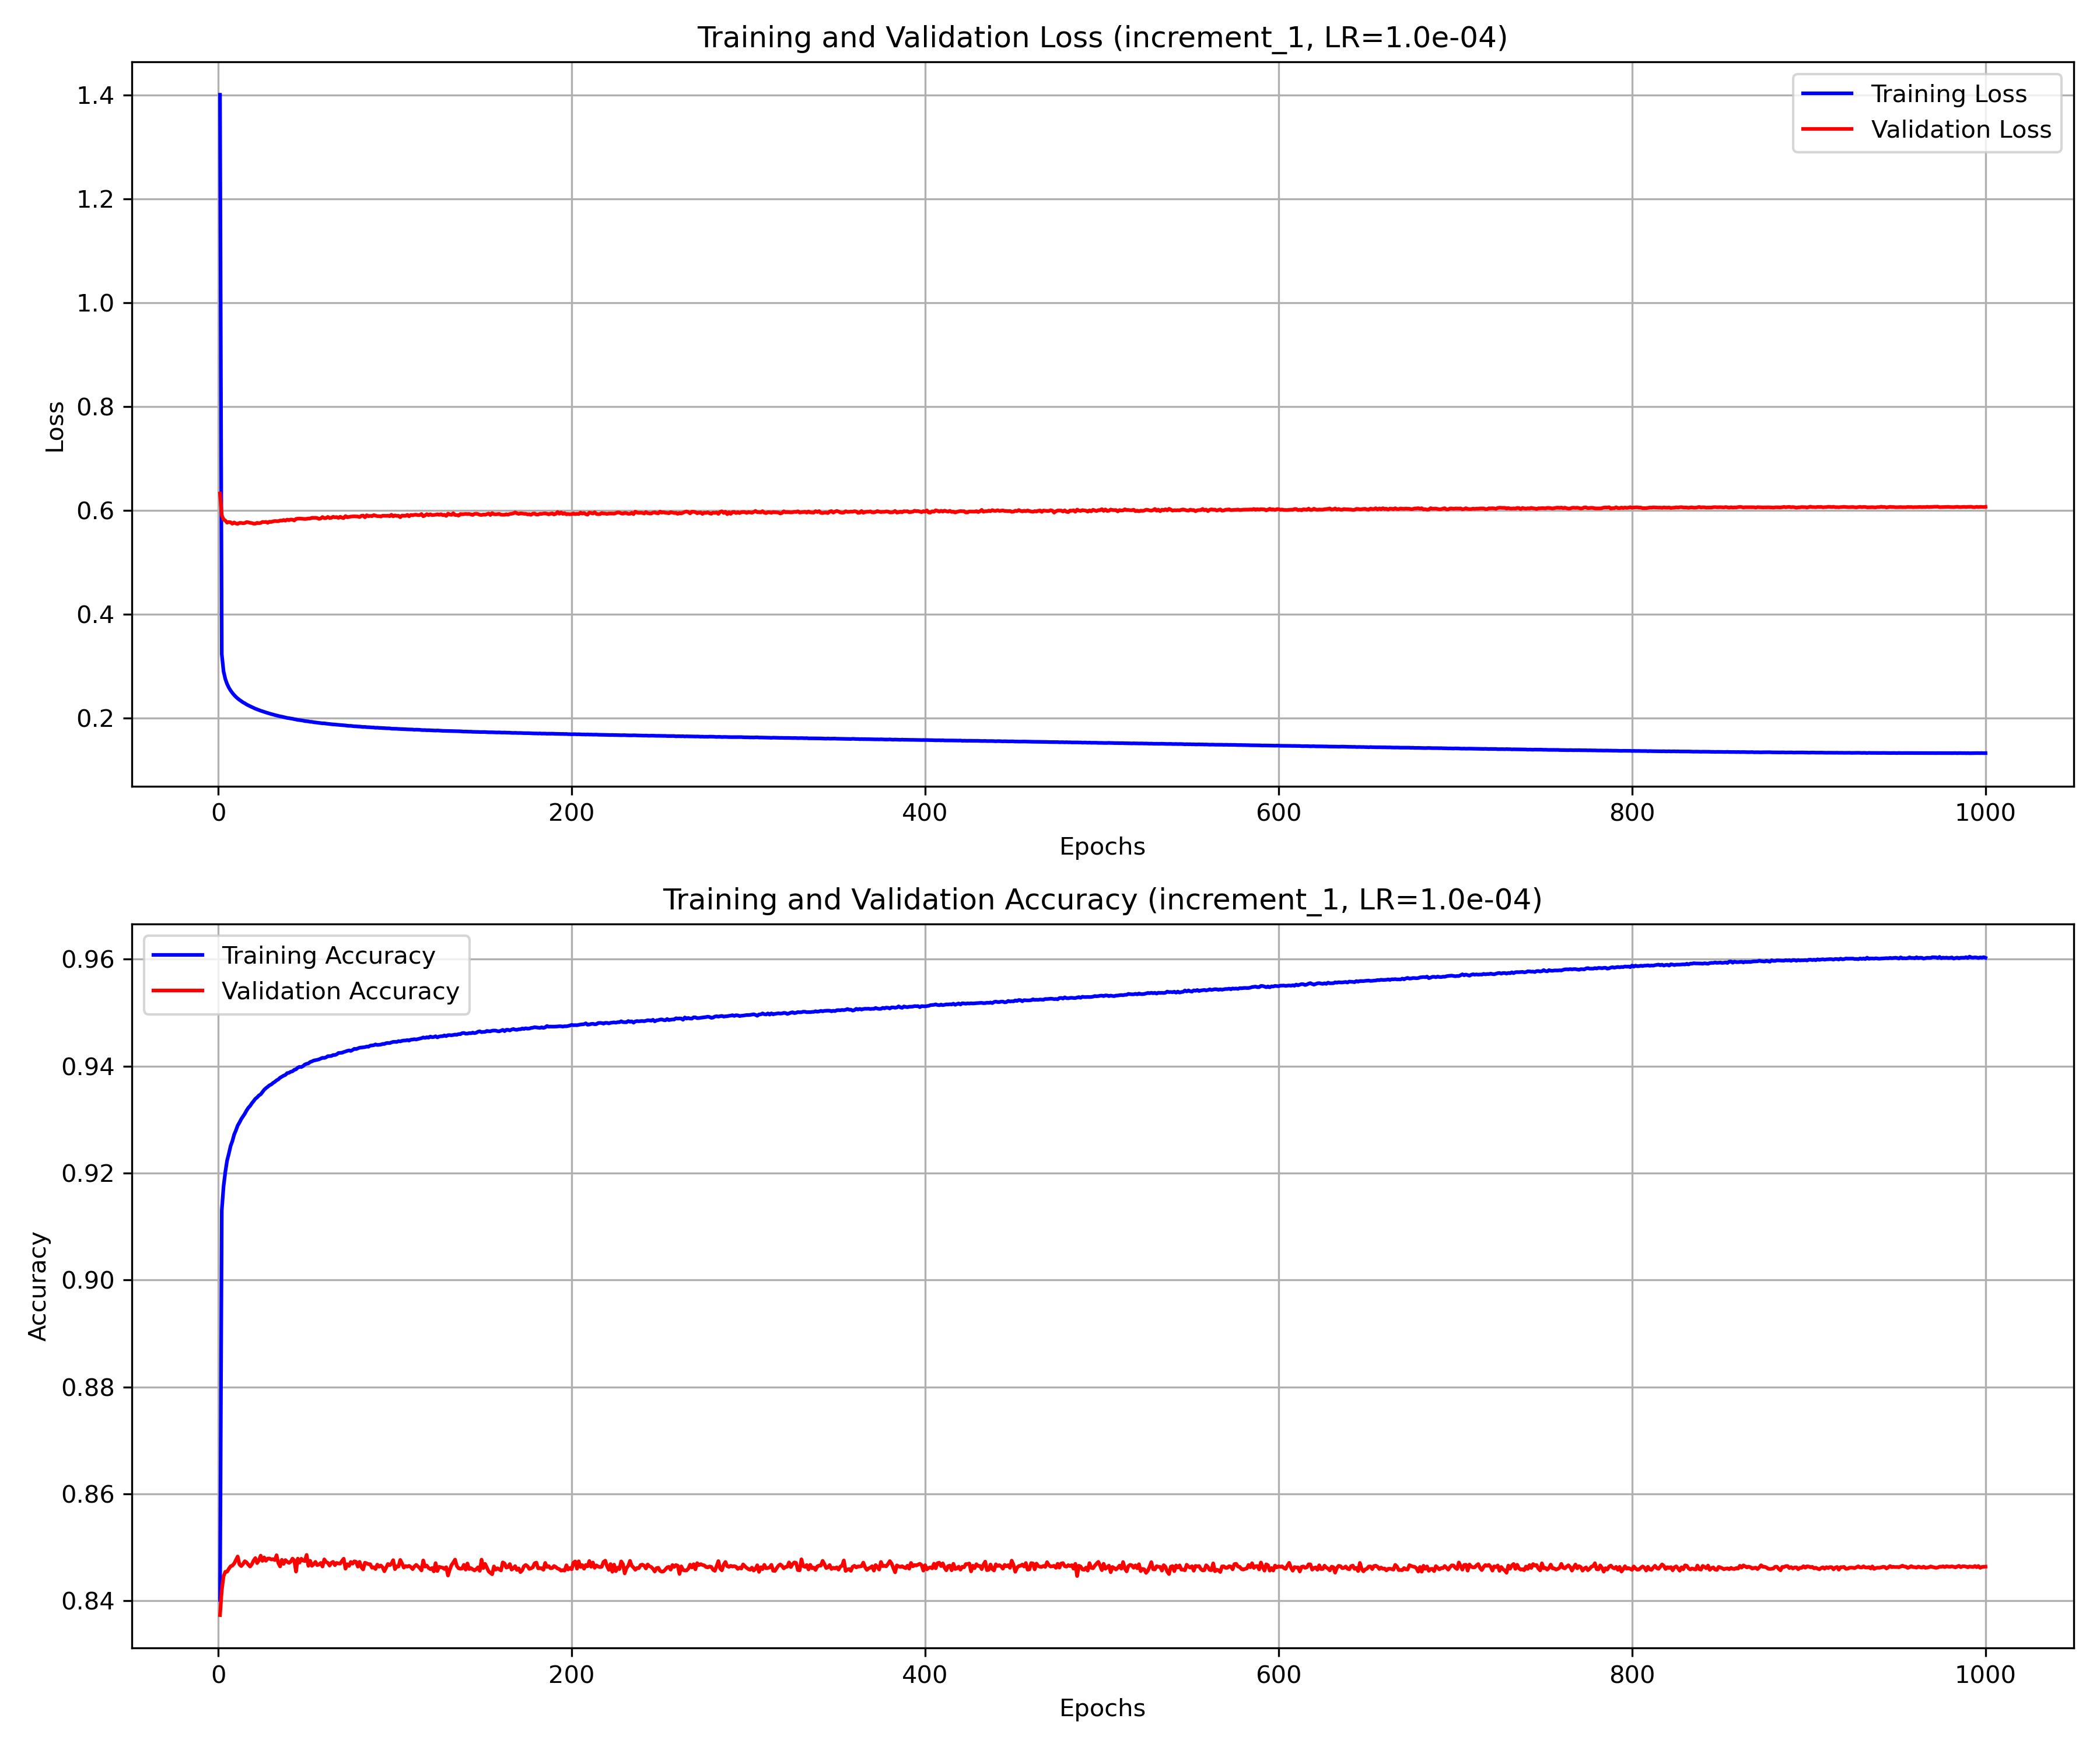 Training and Validation Loss (increment_1, LR=1.0e-04)
1.4
1.2
1.0
0.8
0.6
0.4
0.2
Loss
Training Loss
Validation Loss
0 200 400 600 800 1000
Epochs
Training and Validation Accuracy (increment_1, LR=1.0e-04)
0.96
0.94
0.92
0.90
0.88
0.86
0.84
Accuracy
Training Accuracy
Validation Accuracy
0 200 400 600 800 1000
Epochs